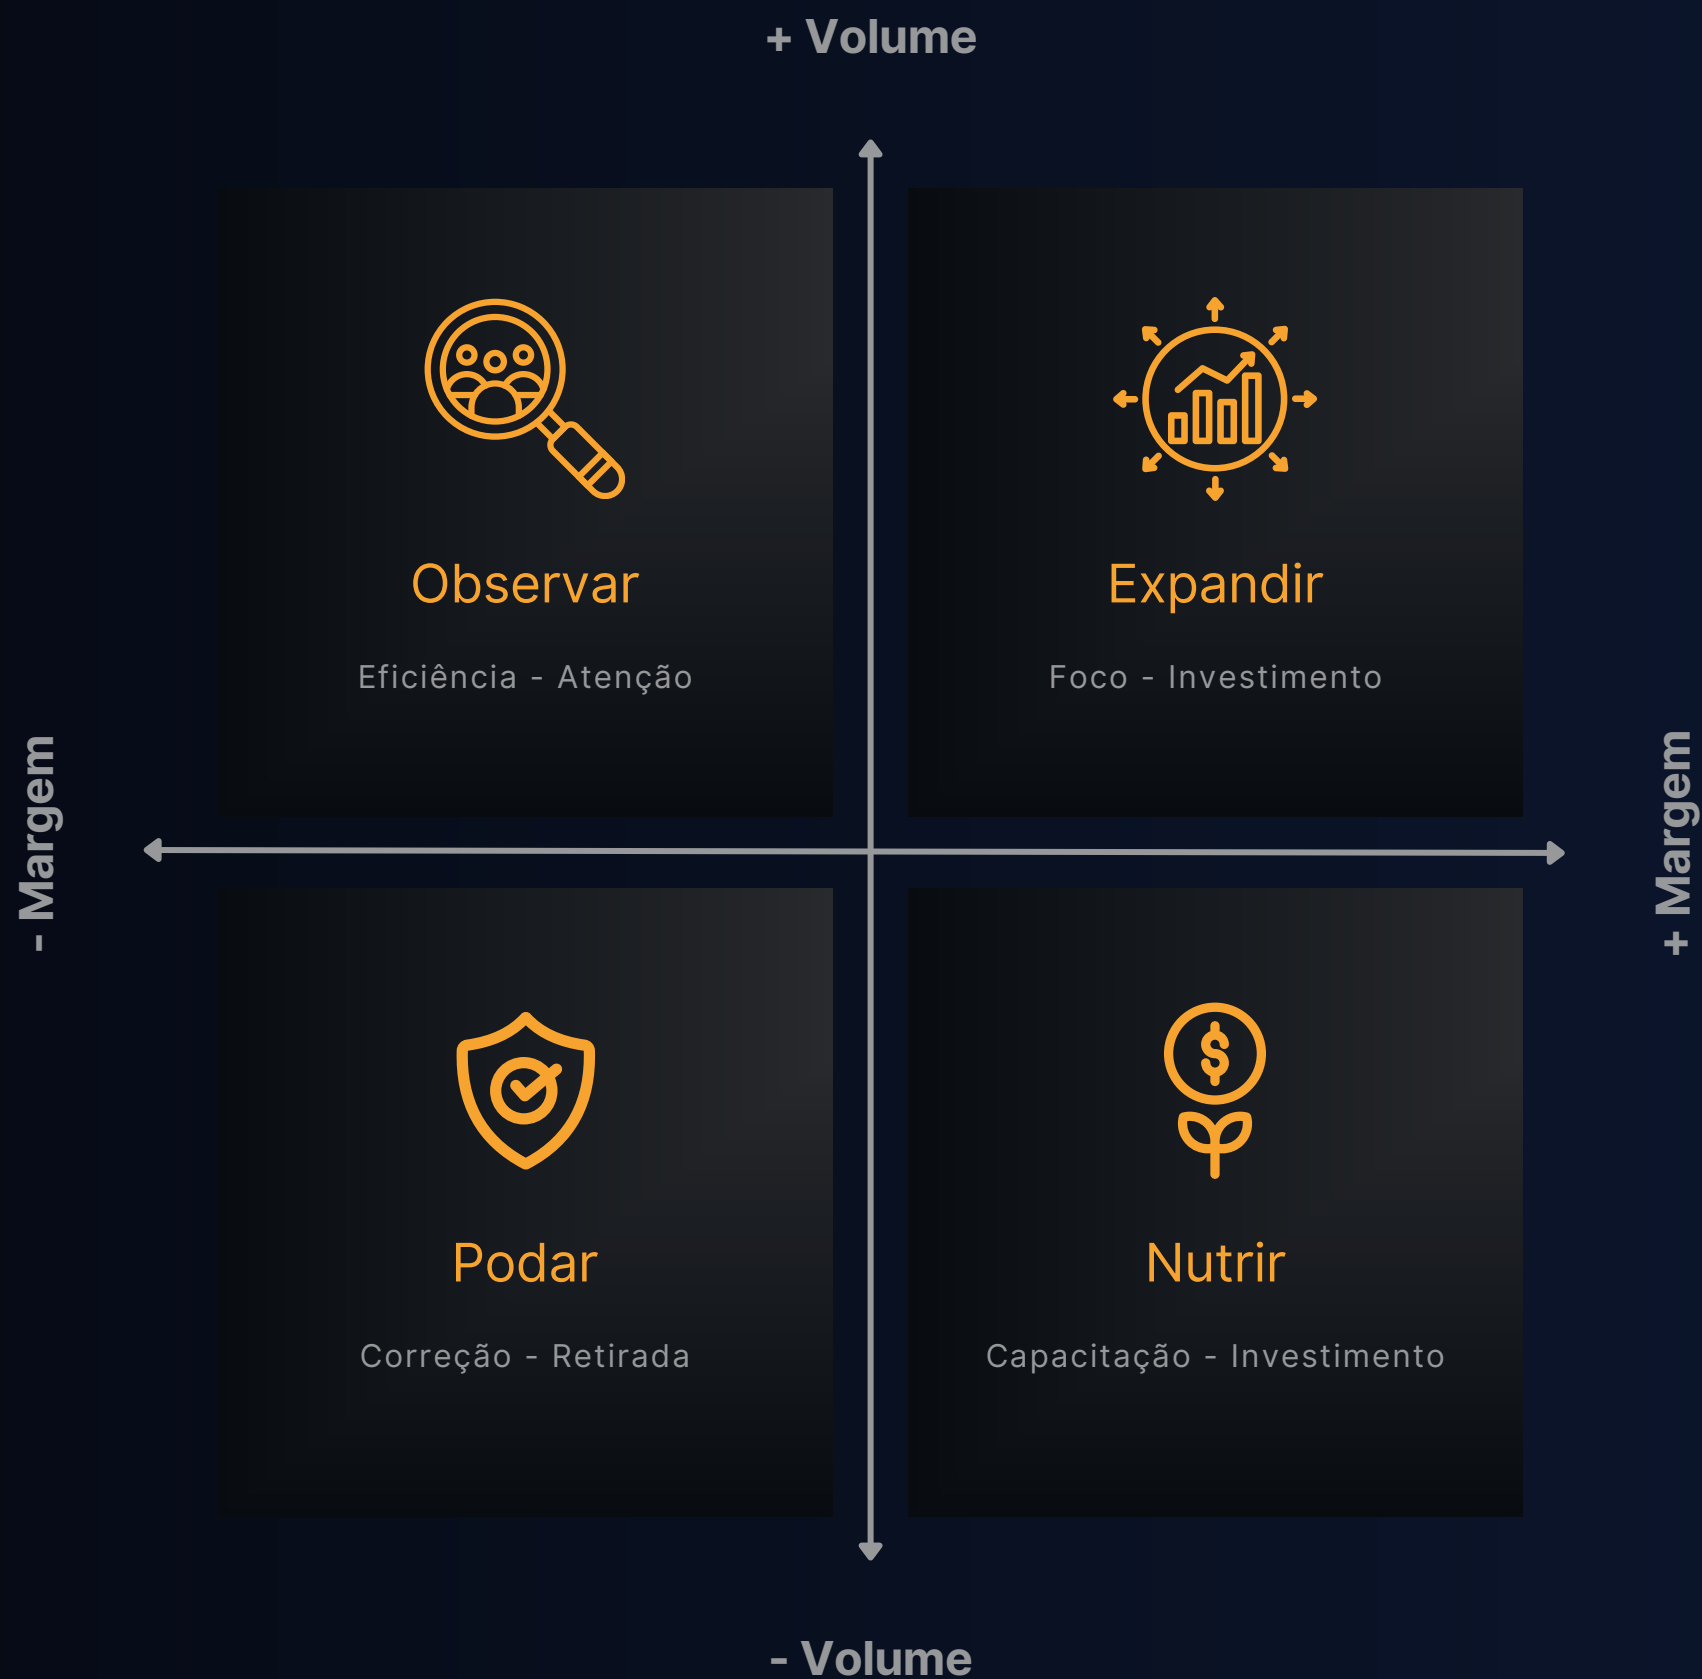 + Volume
Observar
Eficiência - Atenção
Expandir
Foco - Investimento
- Margem
+ Margem
Podar
Correção - Retirada
Nutrir
Capacitação - Investimento
- Volume